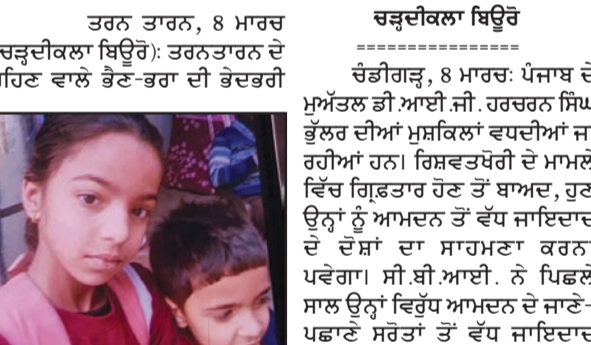 ਤਰਨ ਤਾਰਨ, 8 ਮਾਰਚ
ਚੜ੍ਹਦੀਕਲਾ ਬਿਊਰੋ): ਤਰਨਤਾਰਨ ਦੇ
ਰਹਿਣ ਵਾਲੇ ਭੈਣ-ਭਰਾ ਦੀ ਭੇਦਭਰੀ
ਚੜ੍ਹਦੀਕਲਾ ਬਿਊਰੋ
================
ਚੰਡੀਗੜ੍ਹ, 8 ਮਾਰਚ: ਪੰਜਾਬ ਦੇ
ਮੁਅੱਤਲ ਡੀ.ਆਈ.ਜੀ. ਹਰਚਰਨ ਸਿੰਘ
ਭੁੱਲਰ ਦੀਆਂ ਮੁਸ਼ਕਿਲਾਂ ਵਧਦੀਆਂ ਜਾ
ਰਹੀਆਂ ਹਨ। ਰਿਸ਼ਵਤਖੋਰੀ ਦੇ ਮਾਮਲੇ
ਵਿੱਚ ਗ੍ਰਿਫ਼ਤਾਰ ਹੋਣ ਤੋਂ ਬਾਅਦ, ਹੁਣ
ਉਨ੍ਹਾਂ ਨੂੰ ਆਮਦਨ ਤੋਂ ਵੱਧ ਜਾਇਦਾਦ
ਦੇ ਦੋਸ਼ਾਂ ਦਾ ਸਾਹਮਣਾ ਕਰਨਾ
ਪਵੇਗਾ। ਸੀ.ਬੀ.ਆਈ. ਨੇ ਪਿਛਲੇ
ਸਾਲ ਉਨ੍ਹਾਂ ਵਿਰੁੱਧ ਆਮਦਨ ਦੇ ਜਾਣੇ-
ਪਛਾਣੇ ਸਰੋਤਾਂ ਤੋਂ ਵੱਧ ਜਾਇਦਾਦ